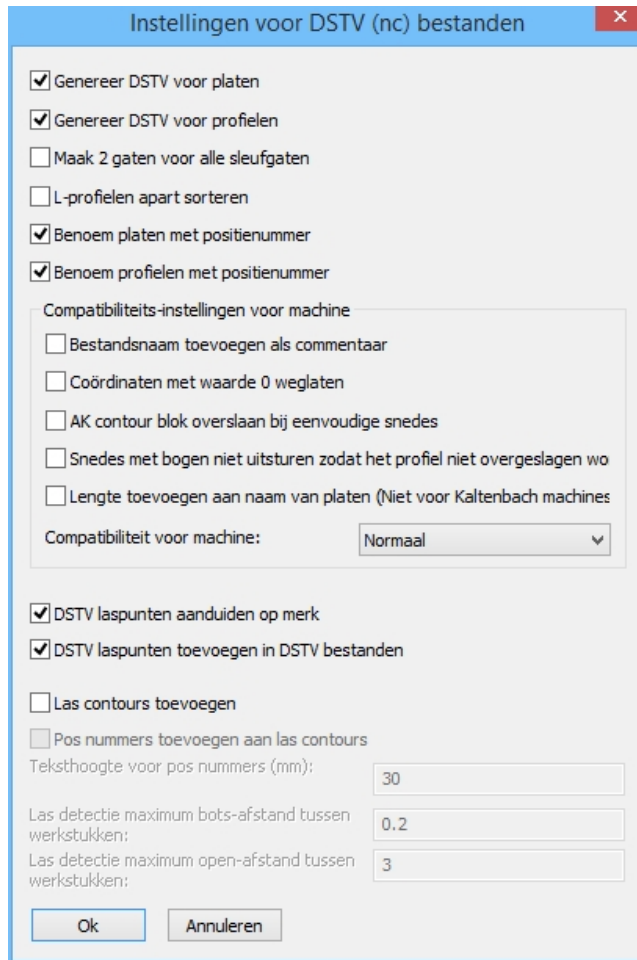 Instellingen voor DSTV (nc) bestanden
Genereer DSTV voor platen
Genereer DSTV voor profielen
Maak 2 gaten voor alle sleufgaten
L-profielen apart sorteren
Benoem platen met positienummer
Benoem profielen met positienummer
Compatibiliteits-instellingen voor machine
Bestandsnaam toevoegen als commentaar
Coördinaten met waarde 0 weglaten
AK contour blok overslaan bij eenvoudige snedes
Snedes met bogen niet uitsturen zodat het profiel niet overgeslagen wo
Lengte toevoegen aan naam van platen (Niet voor Kaltenbach machines
Compatibiliteit voor machine: Normaal
DSTV laspunten aanduiden op merk
DSTV laspunten toevoegen in DSTV bestanden
Las contours toevoegen
Pos nummers toevoegen aan las contours
Teksthoogte voor pos nummers (mm): 30
Las detectie maximum bots-afstand tussen
werkstukken: 0.2
Las detectie maximum open-afstand tussen
werkstukken: 3
Ok Annuleren